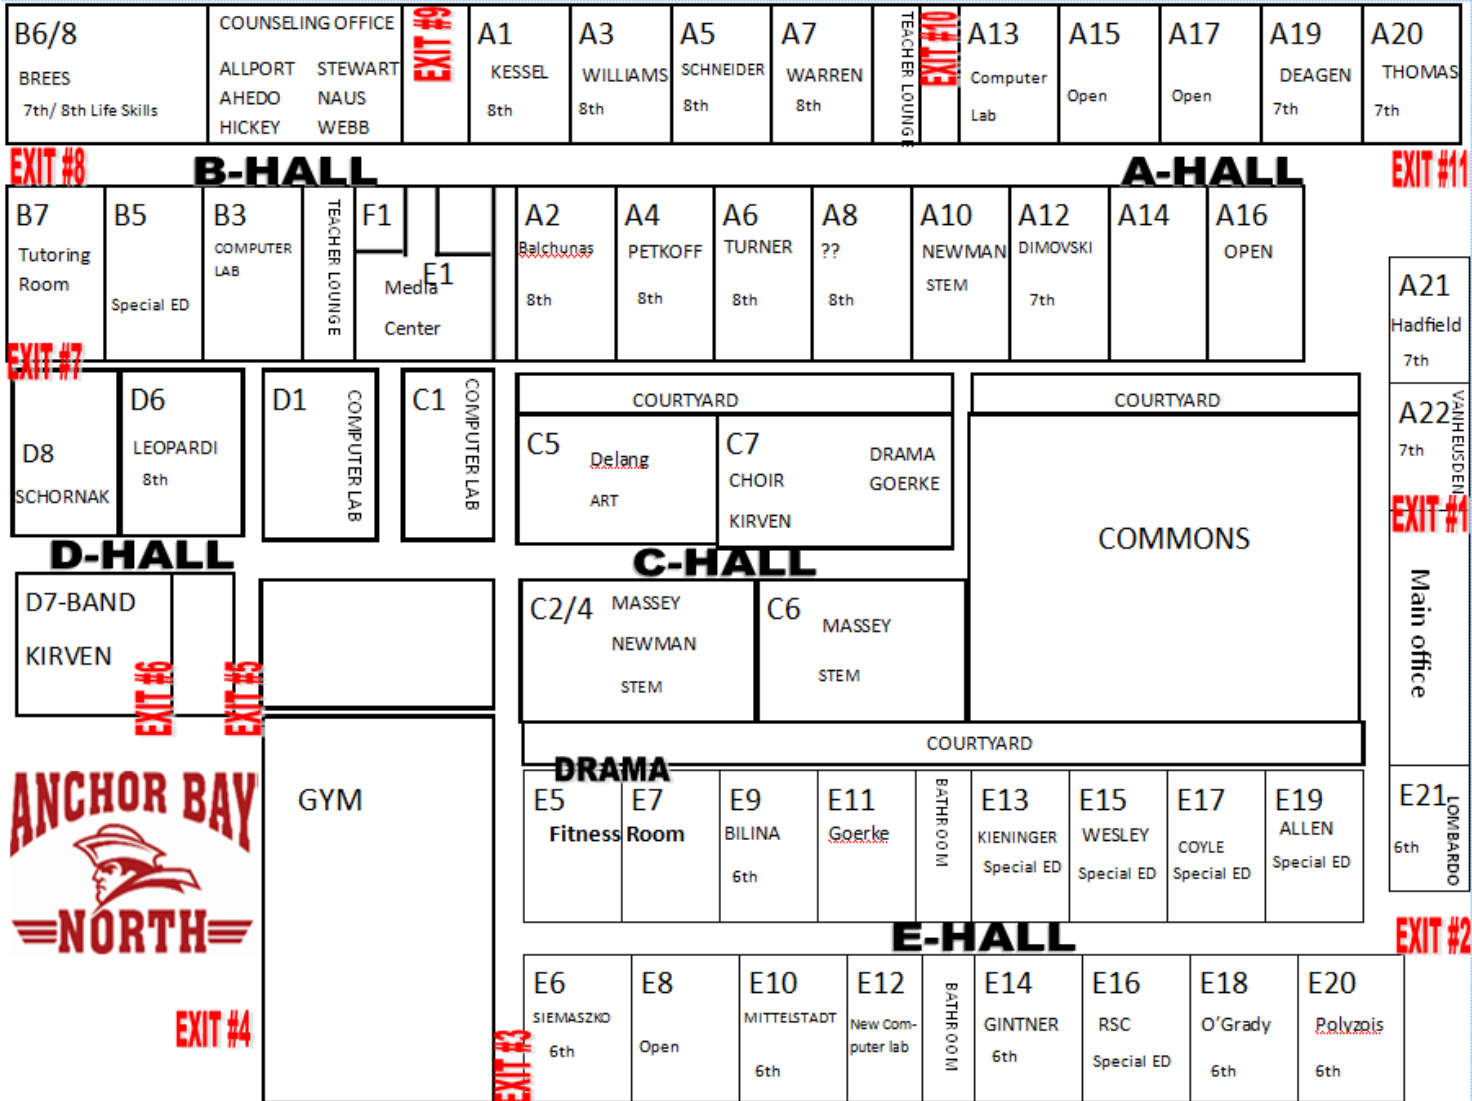 B6/8
BREES
7th/ 8th Life Skills
COUNSELING OFFICE
ALLPORT STEWART
AHEDO NAUS
HICKEY WEBB
EXIT #9
A1
KESSEL
8th
A3
WILLIAMS
8th
A5
SCHNEIDER
8th
A7
WARREN
8th
TEACHER LOUNGE
EXIT #10
A13
Computer
Lab
A15
Open
A17
Open
A19
DEAGEN
7th
A20
THOMAS
7th
EXIT #8
B-HALL
A-HALL
EXIT #11
B7
Tutoring
Room
B5
Special ED
B3
COMPUTER
LAB
TEACHER LOUNGE
F1
E1
Media
Center
A2
Balchunas
8th
A4
PETKOFF
8th
A6
TURNER
8th
A8
??
8th
A10
NEWMAN
STEM
A12
DIMOVSKI
7th
A14
A16
OPEN
A21
Hadfield
7th
EXIT #7
D8
SCHORNAK
D6
LEOPARDI
8th
D1
COMPUTER LAB
C1
COMPUTER LAB
COURTYARD
COURTYARD
C5
Delang
ART
C7
CHOIR
KIRVEN
DRAMA
GOERKE
A22
7th
VANHEUSDEN
EXIT #1
COMMONS
D-HALL
C-HALL
D7-BAND
KIRVEN
EXIT #6
EXIT #5
C2/4
MASSEY
NEWMAN
STEM
C6
MASSEY
STEM
Main office
COURTYARD
ANCHOR BAY
NORTH
GYM
DRAMA
E5
E7
Fitness Room
E9
BILINA
6th
E11
Goerke
BATHROOM
E13
KIENINGER
Special ED
E15
WESLEY
Special ED
E17
COYLE
Special ED
E19
ALLEN
Special ED
E21
6th
LOMBARDO
E-HALL
EXIT #2
EXIT #4
EXIT #3
E6
SIEMASZKO
6th
E8
Open
E10
MITTELSTADT
6th
E12
New Com-
puter lab
BATHROOM
E14
GINTNER
6th
E16
RSC
Special ED
E18
O'Grady
6th
E20
Polyzois
6th